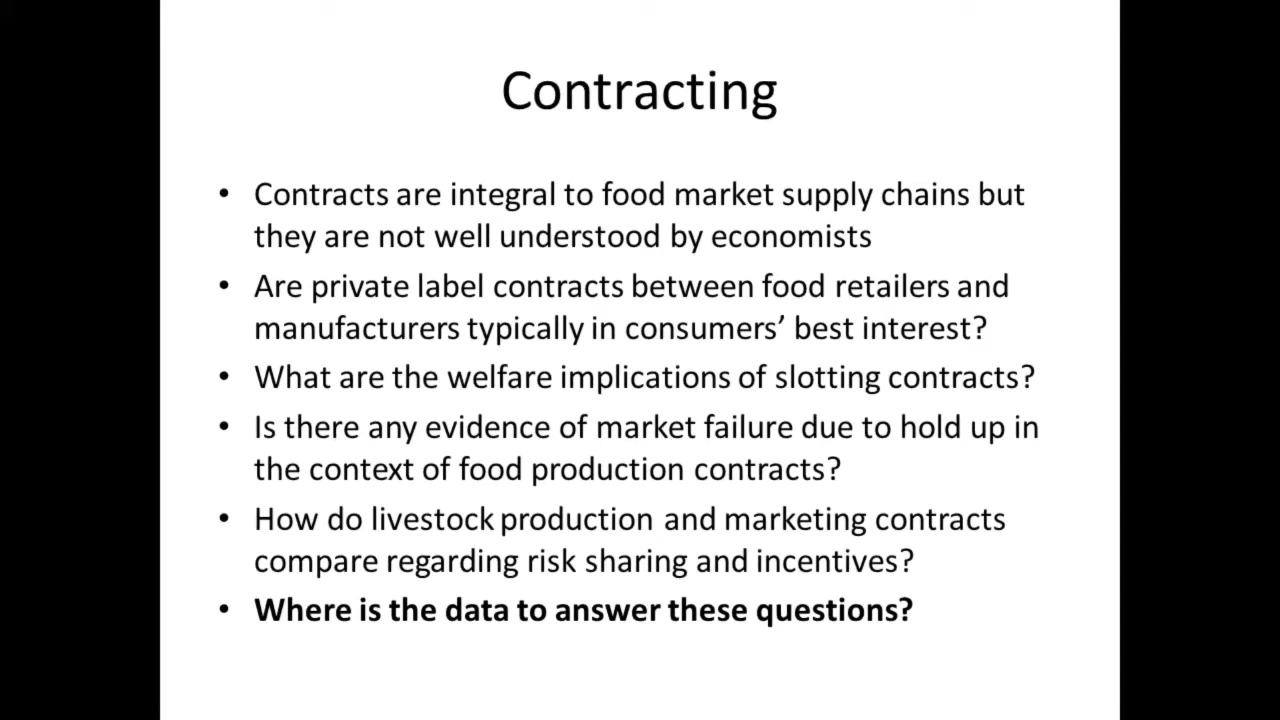 Contracting
• Contracts are integral to food market supply chains but
they are not well understood by economists
• Are private label contracts between food retailers and
manufacturers typically in consumers’ best interest?
• What are the welfare implications of slotting contracts?
• Is there any evidence of market failure due to hold up in
the context of food production contracts?
• How do livestock production and marketing contracts
compare regarding risk sharing and incentives?
• Where is the data to answer these questions?